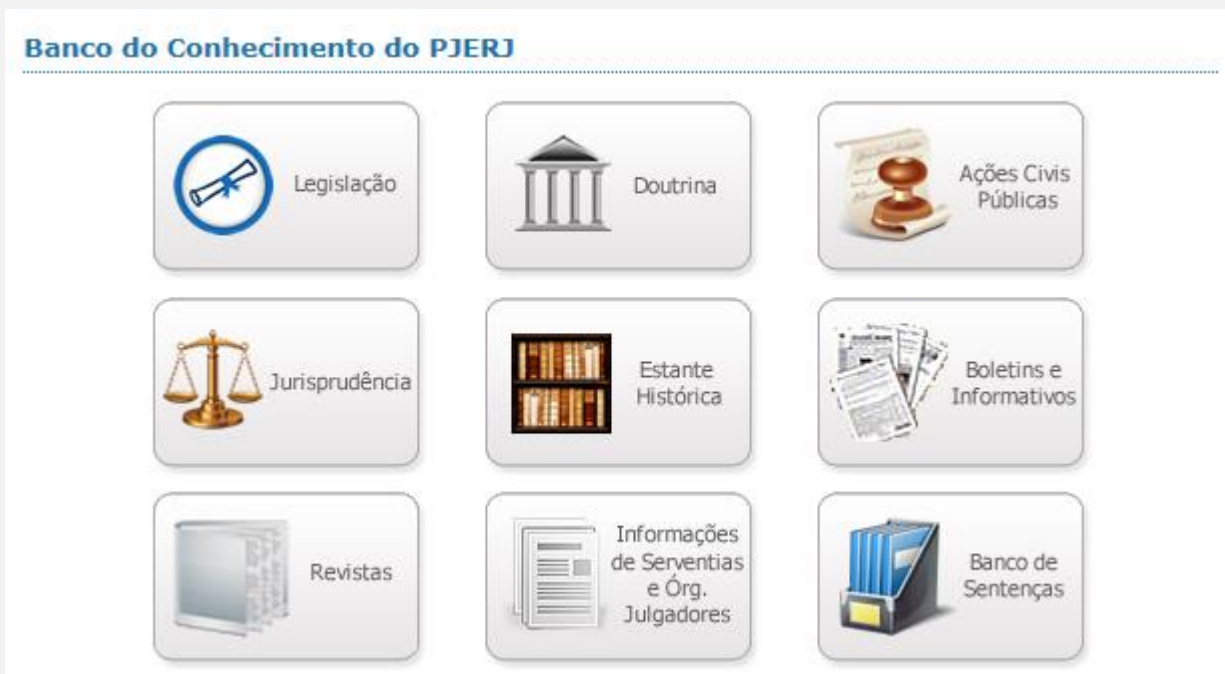 Banco do Conhecimento do PJERJ
Legislação
Doutrina
Ações Civis
Públicas
Jurisprudência
Estante
Histórica
Boletins e
Informativos
Revistas
Informações
de Serventias
e Órg.
Julgadores
Banco de
Sentenças